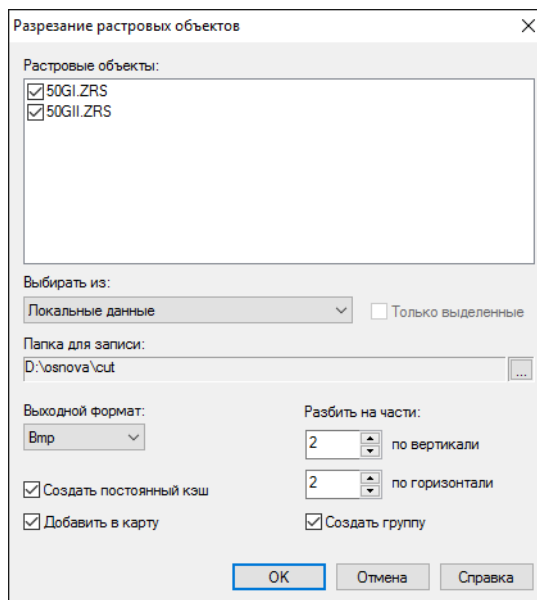 Разрезание растровых объектов
Растровые объекты:
50GI.ZRS
50GII.ZRS
Выбирать из:
Локальные данные
Только выделенные
Папка для записи:
D:\osnova\cut
...
Выходной формат:
Разбить на части:
Bmp
2 по вертикали
2 по горизонтали
Создать постоянный кэш
Добавить в карту
Создать группу
OK Отмена Справка